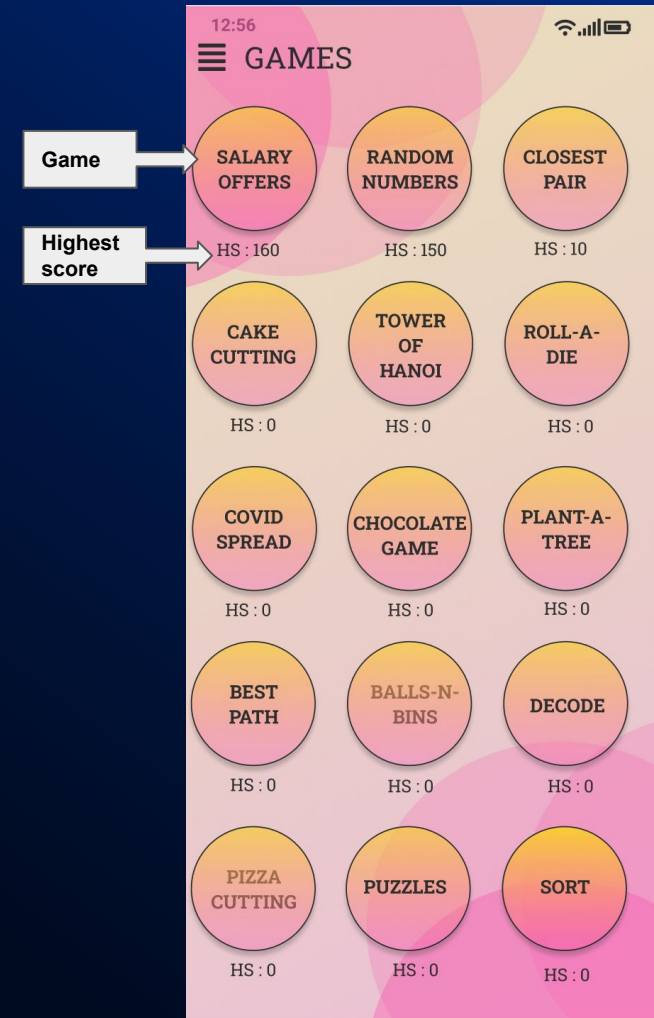 12:56
GAMES
Game
Highest
score
SALARY
OFFERS
RANDOM
NUMBERS
CLOSEST
PAIR
HS : 160
HS : 150
HS : 10
CAKE
CUTTING
TOWER
OF
HANOI
ROLL-A-
DIE
HS : 0
HS : 0
HS : 0
COVID
SPREAD
CHOCOLATE
GAME
PLANT-A-
TREE
HS : 0
HS : 0
HS : 0
BEST
PATH
BALLS-N-
BINS
DECODE
HS : 0
HS : 0
HS : 0
PIZZA
CUTTING
PUZZLES
SORT
HS : 0
HS : 0
HS : 0